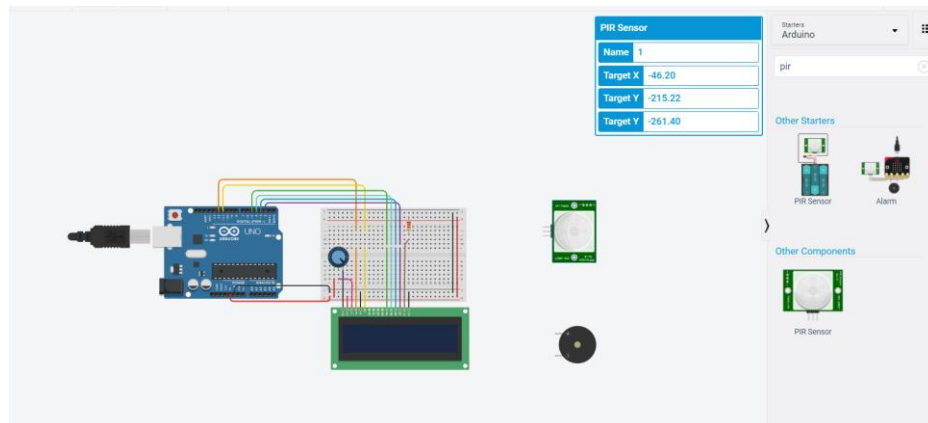 PIR Sensor
Name 1
Target X -46.20
Target Y -215.22
Target Y -261.40
Starters
Arduino
pir
Other Starters
PIR Sensor
Alarm
Other Components
PIR Sensor
UNO
ARDUINO